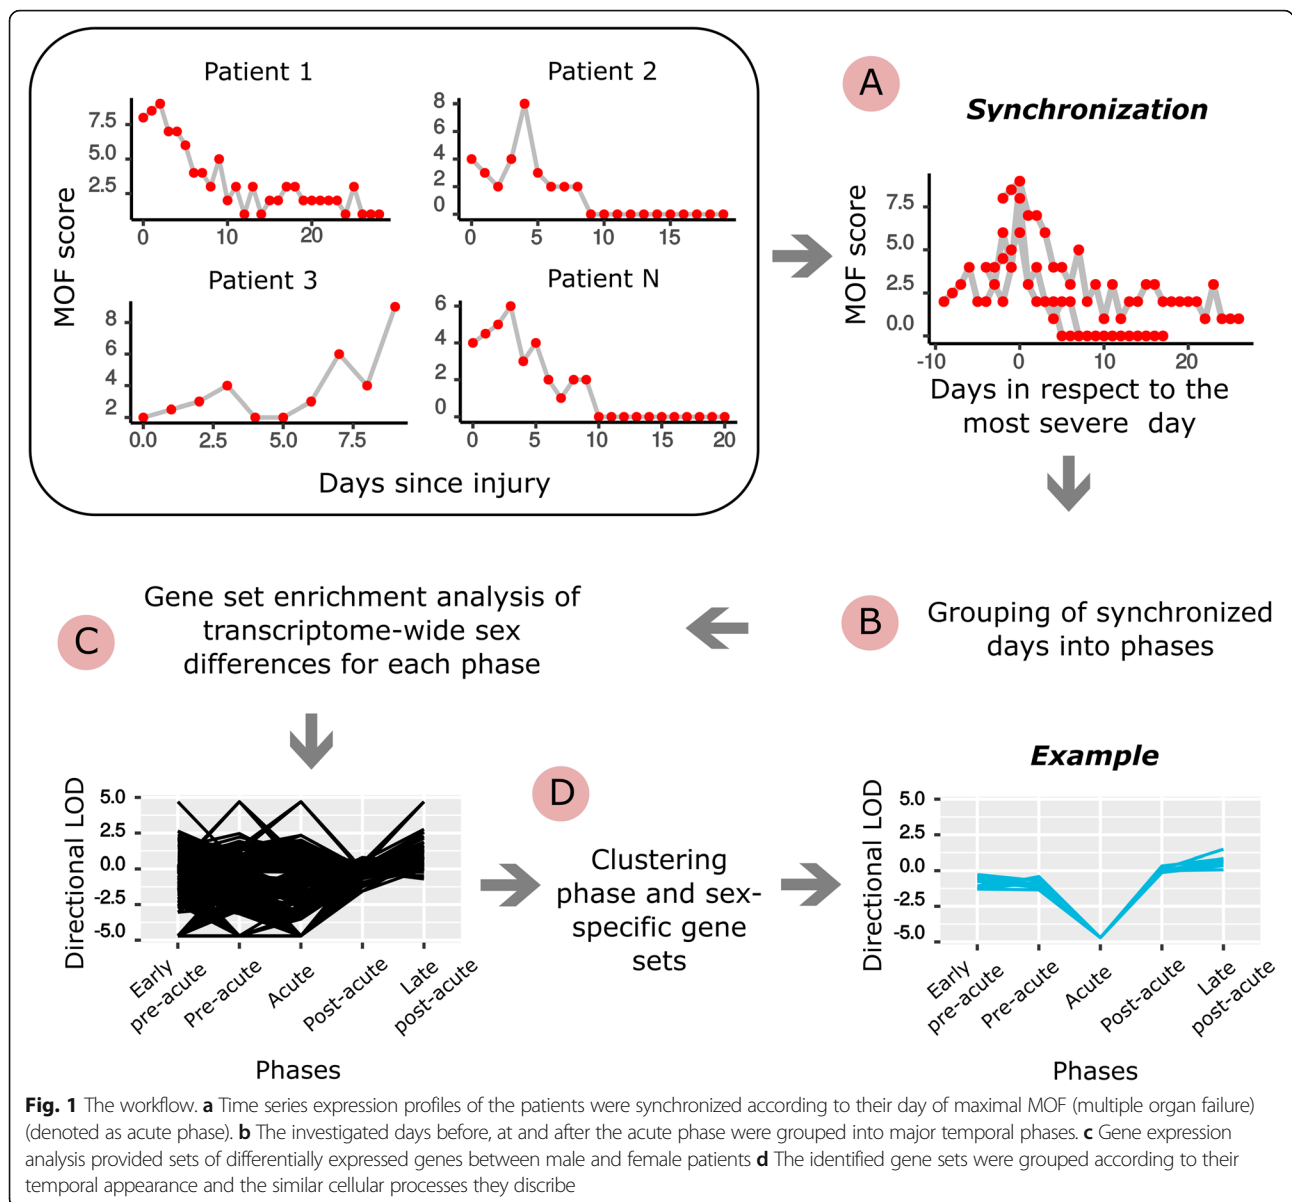 Patient 1
Patient 2
MOF score
7.5
5.0
2.5
0
10
20
8
6
4
2
0
0
5
10
15
Patient 3
Patient N
8
6
4
2
0.0
2.5
5.0
7.5
6
4
2
0
0
5
10
15
20
Days since injury
A
Synchronization
MOF score
7.5
5.0
2.5
0.0
-10
0
10
20
Days in respect to the
most severe day
B
Grouping of synchronized
days into phases
C
Gene set enrichment analysis of
transcriptome-wide sex
differences for each phase
Directional LOD
5.0
2.5
0.0
-2.5
-5.0
Early
pre-acute
Pre-acute
Acute
Post-acute
Late
post-acute
Phases
D
Clustering
phase and sex-
specific gene
sets
Example
Directional LOD
5.0
2.5
0.0
-2.5
-5.0
Early
pre-acute
Pre-acute
Acute
Post-acute
Late
post-acute
Phases
Fig. 1 The workflow. a Time series expression profiles of the patients were synchronized according to their day of maximal MOF (multiple organ failure)
(denoted as acute phase). b The investigated days before, at and after the acute phase were grouped into major temporal phases. c Gene expression
analysis provided sets of differentially expressed genes between male and female patients d The identified gene sets were grouped according to their
temporal appearance and the similar cellular processes they discribe